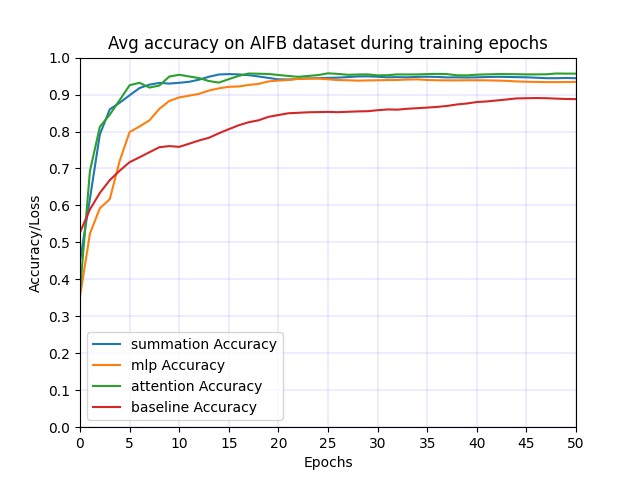 Avg accuracy on AIFB dataset during training epochs
Accuracy/Loss
1.0
0.9
0.8
0.7
0.6
0.5
0.4
0.3
0.2
0.1
0.0
summation Accuracy
mlp Accuracy
attention Accuracy
baseline Accuracy
0 5 10 15 20 25 30 35 40 45 50
Epochs